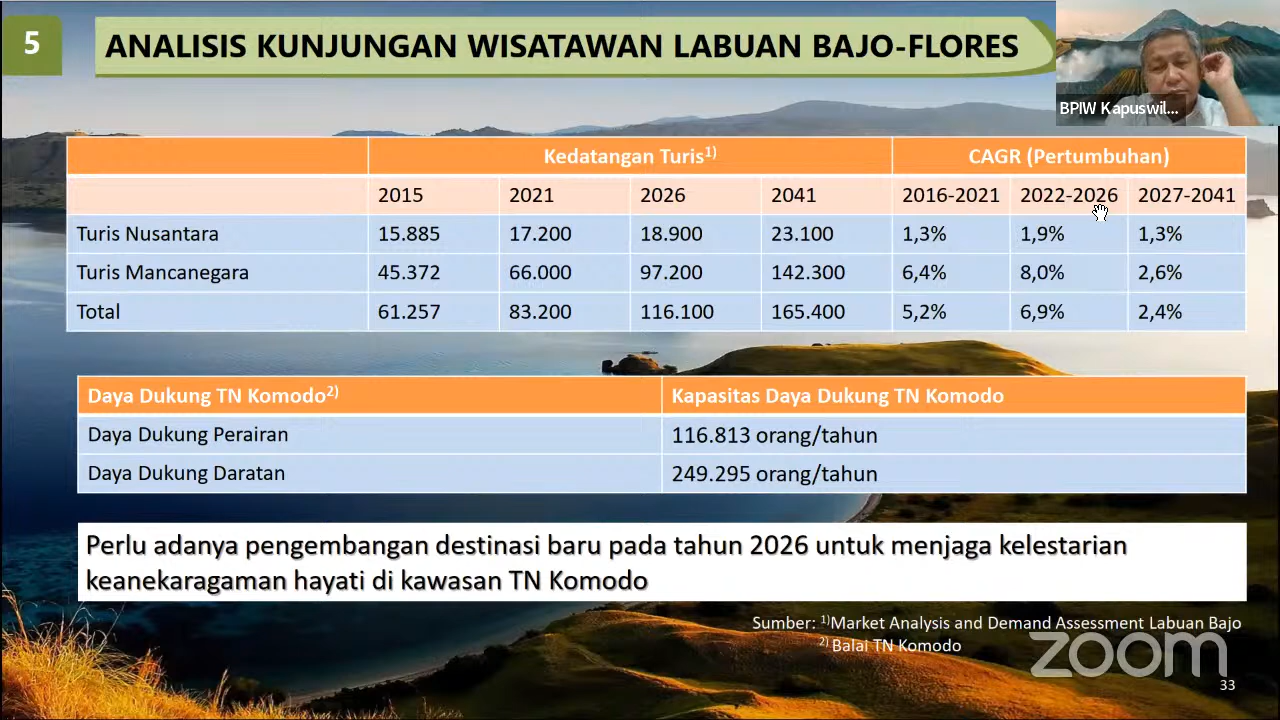 5
ANALISIS KUNJUNGAN WISATAWAN LABUAN BAJO-FLORES
BPIW Kapuswil...
Kedatangan Turis1) CAGR (Pertumbuhan)
2015 2021 2026 2041 2016-2021 2022-2026 2027-2041
Turis Nusantara 15.885 17.200 18.900 23.100 1,3% 1,9% 1,3%
Turis Mancanegara 45.372 66.000 97.200 142.300 6,4% 8,0% 2,6%
Total 61.257 83.200 116.100 165.400 5,2% 6,9% 2,4%
Daya Dukung TN Komodo2) Kapasitas Daya Dukung TN Komodo
Daya Dukung Perairan 116.813 orang/tahun
Daya Dukung Daratan 249.295 orang/tahun
Perlu adanya pengembangan destinasi baru pada tahun 2026 untuk menjaga kelestarian
keanekaragaman hayati di kawasan TN Komodo
Sumber: 1)Market Analysis and Demand Assessment Labuan Bajo
2) Balai TN Komodo
zoom
33